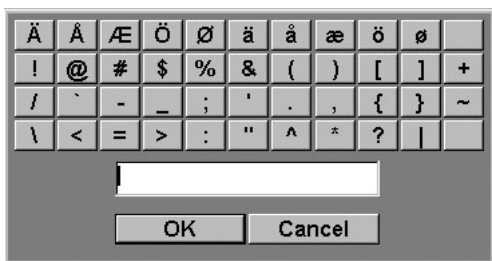 Ä Å Æ Ö Ø ä å æ ö ø
! @ # $ % & ( ) [ ] +
/ ` - _ ; ' . , { } ~
\ < = > : " ^ * ? |
OK Cancel